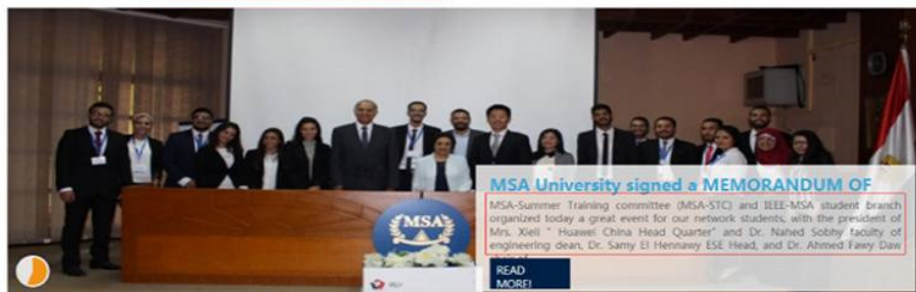 MSA
MSA University signed a MEMORANDUM OF
MSA-Summer Training committee (MSA-STC) and IEEE-MSA student branch
organized today a great event for our network students, with the president of
Mrs. Xieli " Huawei China Head Quarter" and Dr. Nahed Sobhy faculty of
engineering dean, Dr. Samy El Hennawy ESE Head, and Dr. Ahmed Fawy Daw
READ
MORE!